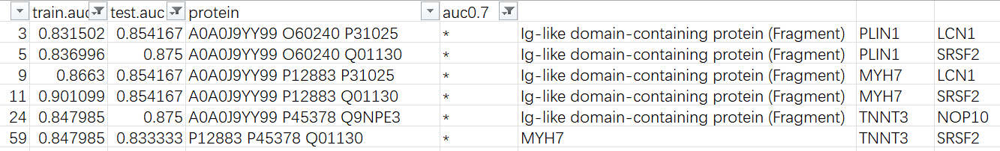 train.auc test.auc protein auc0.7
3 0.831502 0.854167 A0A0J9YY99 O60240 P31025 * Ig-like domain-containing protein (Fragment) PLIN1 LCN1
5 0.836996 0.875 A0A0J9YY99 O60240 Q01130 * Ig-like domain-containing protein (Fragment) PLIN1 SRSF2
9 0.8663 0.854167 A0A0J9YY99 P12883 P31025 * Ig-like domain-containing protein (Fragment) MYH7 LCN1
11 0.901099 0.854167 A0A0J9YY99 P12883 Q01130 * Ig-like domain-containing protein (Fragment) MYH7 SRSF2
24 0.847985 0.875 A0A0J9YY99 P45378 Q9NPE3 * Ig-like domain-containing protein (Fragment) TNNT3 NOP10
59 0.847985 0.833333 P12883 P45378 Q01130 * MYH7 TNNT3 SRSF2